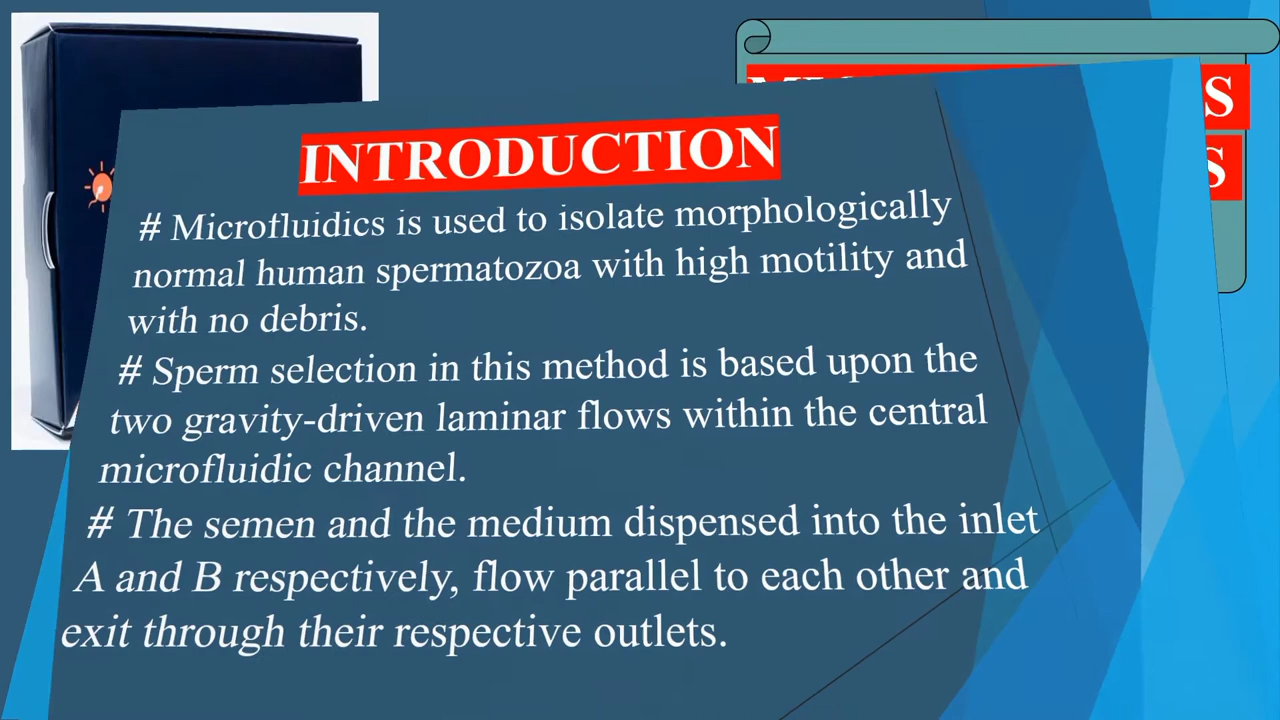 INTRODUCTION
# Microfluidics is used to isolate morphologically
normal human spermatozoa with high motility and
with no debris.
# Sperm selection in this method is based upon the
two gravity-driven laminar flows within the central
microfluidic channel.
# The semen and the medium dispensed into the inlet
A and B respectively, flow parallel to each other and
exit through their respective outlets.